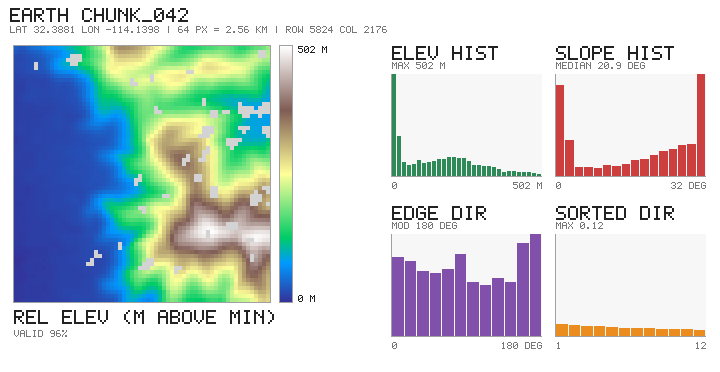 EARTH CHUNK_042
LAT 32.3881 LON -114.1398 | 64 PX = 2.56 KM | ROW 5824 COL 2176
502 M
0 M
REL ELEV (M ABOVE MIN)
VALID 96%
ELEV HIST
MAX 502 M
0 502 M
SLOPE HIST
MEDIAN 20.9 DEG
0 32 DEG
EDGE DIR
MOD 180 DEG
0 180 DEG
SORTED DIR
MAX 0.12
1 12